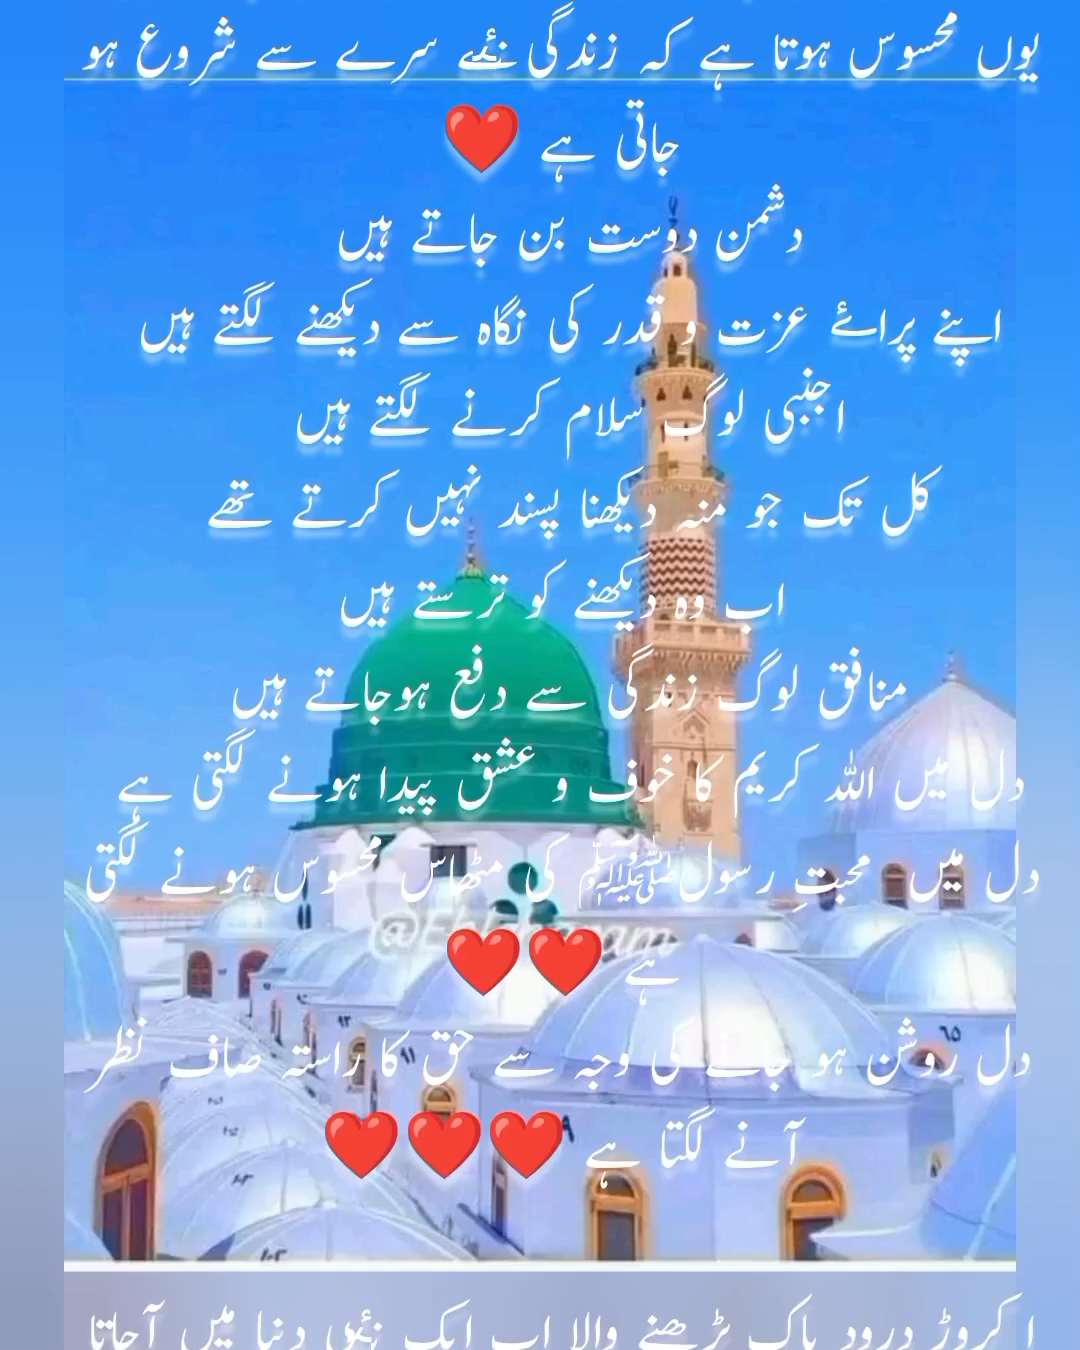 یوں محسوس ہوتا ہے کہ زندگی نئے سرے سے شروع ہو
جاتی ہے ❤️
دشمن دوست بن جاتے ہیں
اپنے پرائے عزت و قدر کی نگاہ سے دیکھنے لگتے ہیں
اجنبی لوگ سلام کرنے لگتے ہیں
کل تک جو منہ دیکھنا پسند نہیں کرتے تھے
اب وہ دیکھنے کو ترستے ہیں
منافق لوگ زندگی سے دفع ہوجاتے ہیں
دل میں اللہ کریم کا خوف و عشق پیدا ہونے لگتی ہے
دل میں محبتِ رسولﷺ کی مٹھاس محسوس ہونے لگتی
ہے ❤️❤️
دل روشن ہو جانے کی وجہ سے حق کا راستہ صاف نظر
آنے لگتا ہے ❤️❤️❤️
١ کروڑ درود پاک پڑھنے والا اب ایک نئی دنیا میں آجاتا